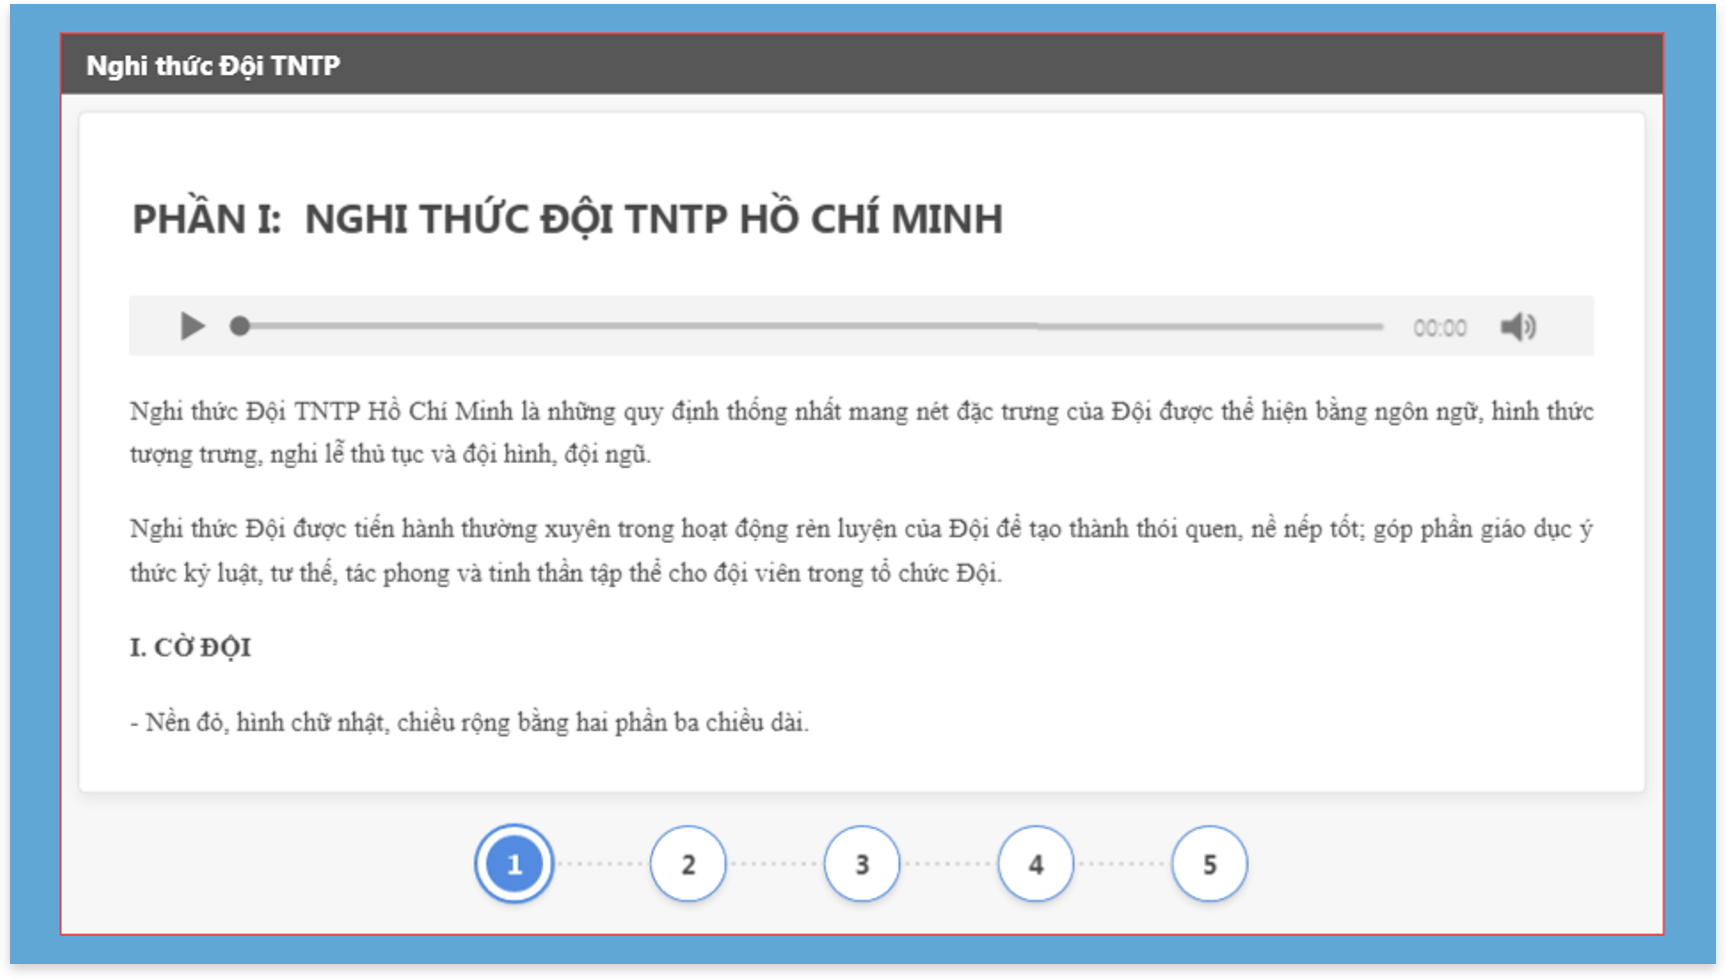 Nghi thức Đội TNTP
PHẦN I: NGHI THỨC ĐỘI TNTP HỒ CHÍ MINH
00:00
Nghi thức Đội TNTP Hồ Chí Minh là những quy định thống nhất mang nét đặc trưng của Đội được thể hiện bằng ngôn ngữ, hình thức
tượng trưng, nghi lễ thủ tục và đội hình, đội ngũ.
Nghi thức Đội được tiến hành thường xuyên trong hoạt động rèn luyện của Đội để tạo thành thói quen, nề nếp tốt; góp phần giáo dục ý
thức kỷ luật, tư thế, tác phong và tinh thần tập thể cho đội viên trong tổ chức Đội.
I. CỜ ĐỘI
- Nền đỏ, hình chữ nhật, chiều rộng bằng hai phần ba chiều dài.
1 2 3 4 5